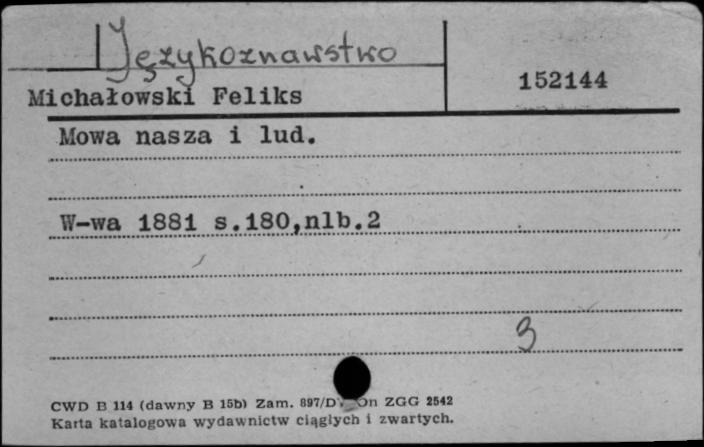 Językoznawstwo
152144
Michałowski Feliks
Mowa nasza i lud.
W-wa 1881 s.180,nlb.2
3
CWD B 114 (dawny B 15b) Zam. 897/D On ZGG 2542
Karta katalogowa wydawnictw ciągłych i zwartych.